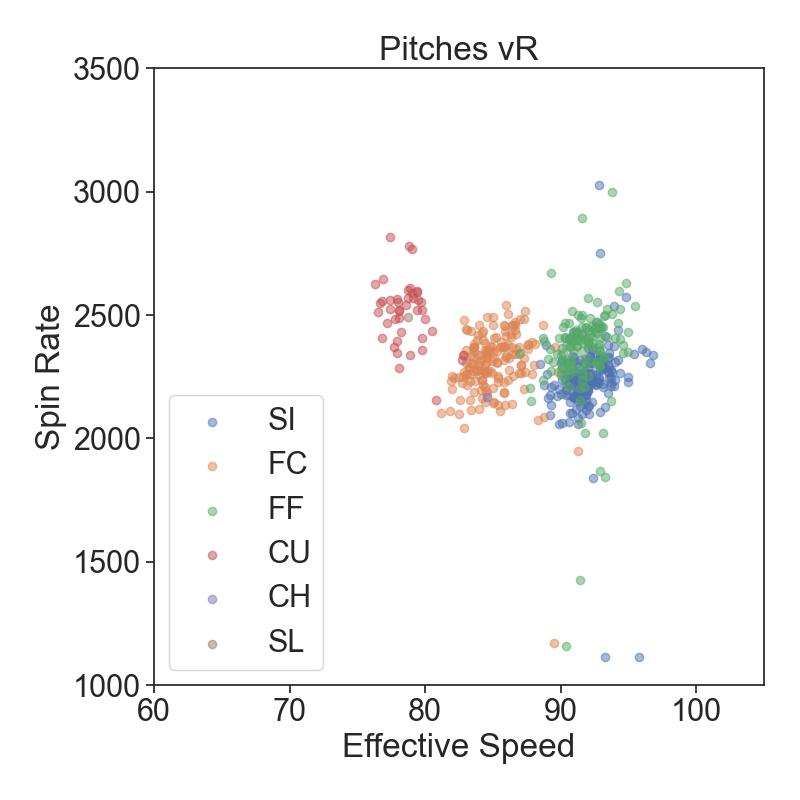 Pitches vR
3500
3000
2500
2000
1500
1000
Spin Rate
SI
FC
FF
CU
CH
SL
60 70 80 90 100
Effective Speed